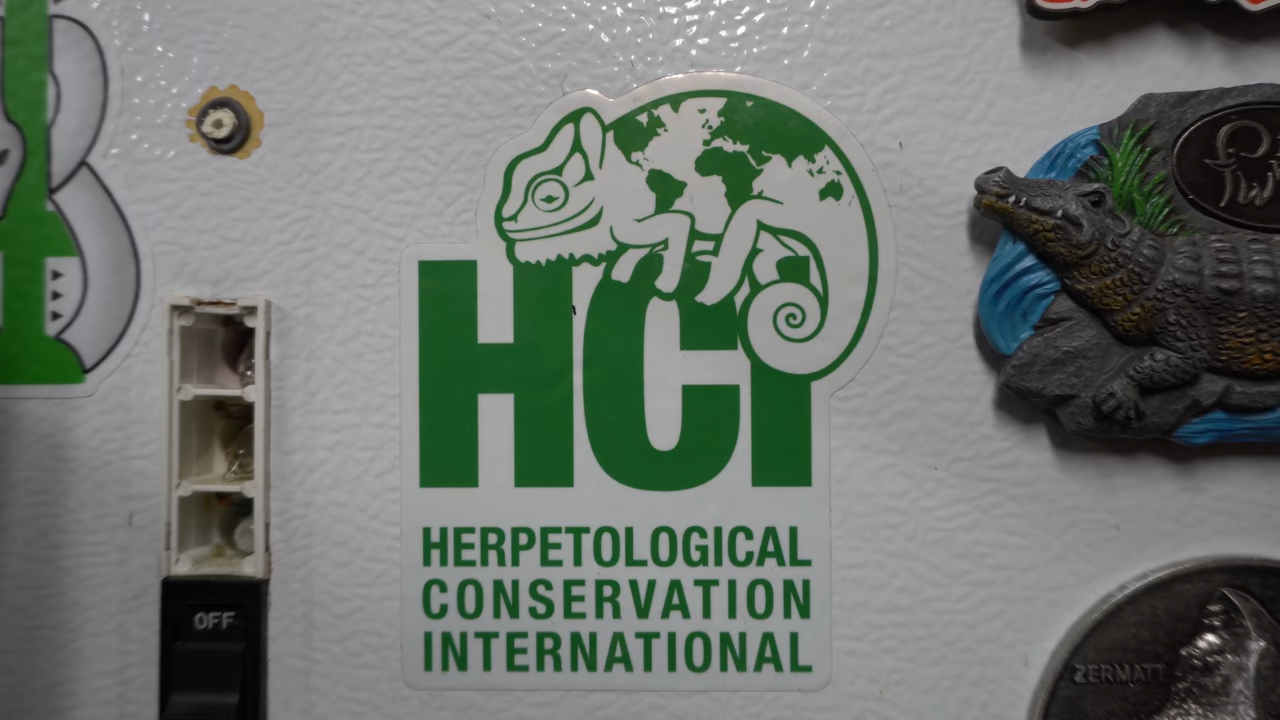 HCI
HERPETOLOGICAL
CONSERVATION
INTERNATIONAL
OFF
ZERMATT